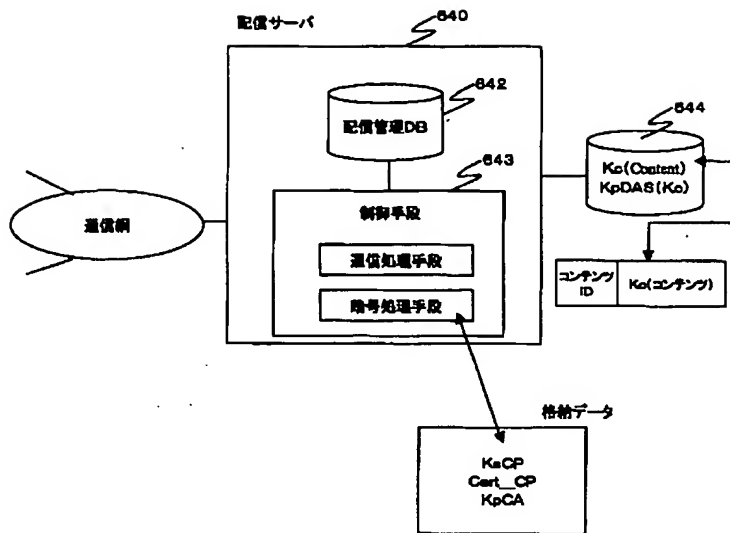 配信サーバ
640
642
配信管理DB
643
制御手段
通信処理手段
暗号処理手段
通信網
644
Kc(Content)
KpDAS(Kc)
コンテンツ
ID
Kc(コンテンツ)
格納データ
KsCP
Cert__CP
KpCA